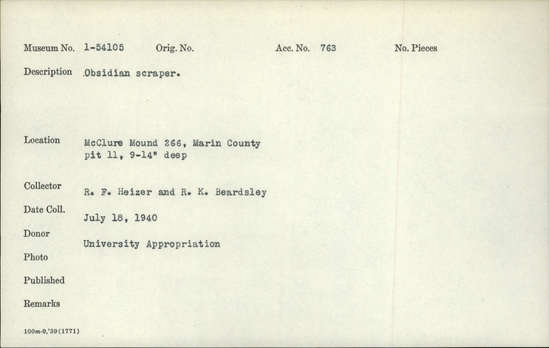 Museum No. 1-54105 Orig. No. Acc. No. 763 No. Pieces
Description Obsidian scraper.
Location McClure Mound 266, Marin County
pit 11, 9-14" deep
Collector R. F. Heizer and R. K. Beardsley
Date Coll. July 18, 1940
Donor University Appropriation
Photo
Published
Remarks
100m-9,'39(1771)